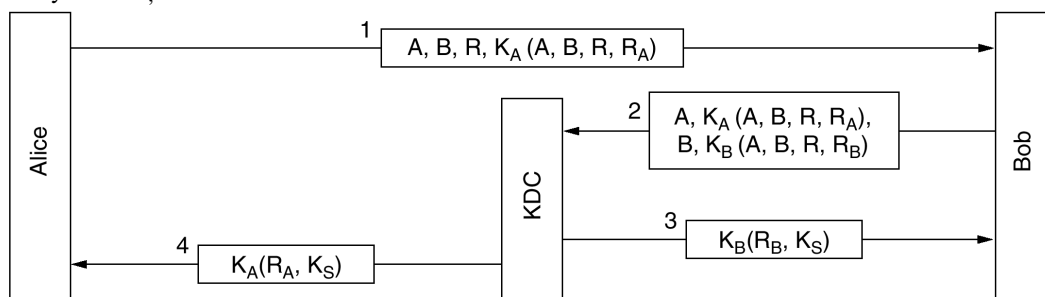 1
A, B, R, K_A (A, B, R, R_A)
Alice
KDC
Bob
2
A, K_A (A, B, R, R_A),
B, K_B (A, B, R, R_B)
3
K_B(R_B, K_S)
4
K_A(R_A, K_S)